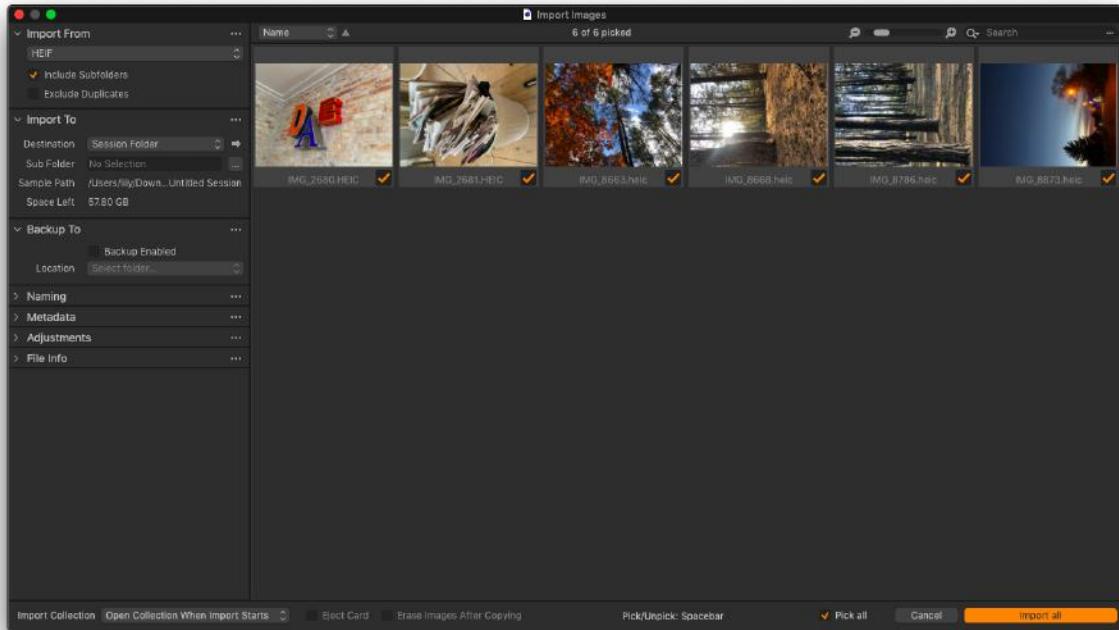 Import Images
Import From
HEIF
Include Subfolders
Exclude Duplicates
Import To
Destination Session Folder
Sub Folder No Selection ...
Sample Path /Users/lily/Down...Untitled Session
Space Left 57.80 GB
Backup To
Backup Enabled
Location Select folder...
Naming
Metadata
Adjustments
File Info
Name 6 of 6 picked Search
IMG_2680.HEIC IMG_2681.HEIC IMG_8663.heic IMG_8668.heic IMG_8786.heic IMG_8873.heic
Import Collection Open Collection When Import Starts Eject Card Erase Images After Copying Pick/Unpick: Spacebar Pick all Cancel Import all